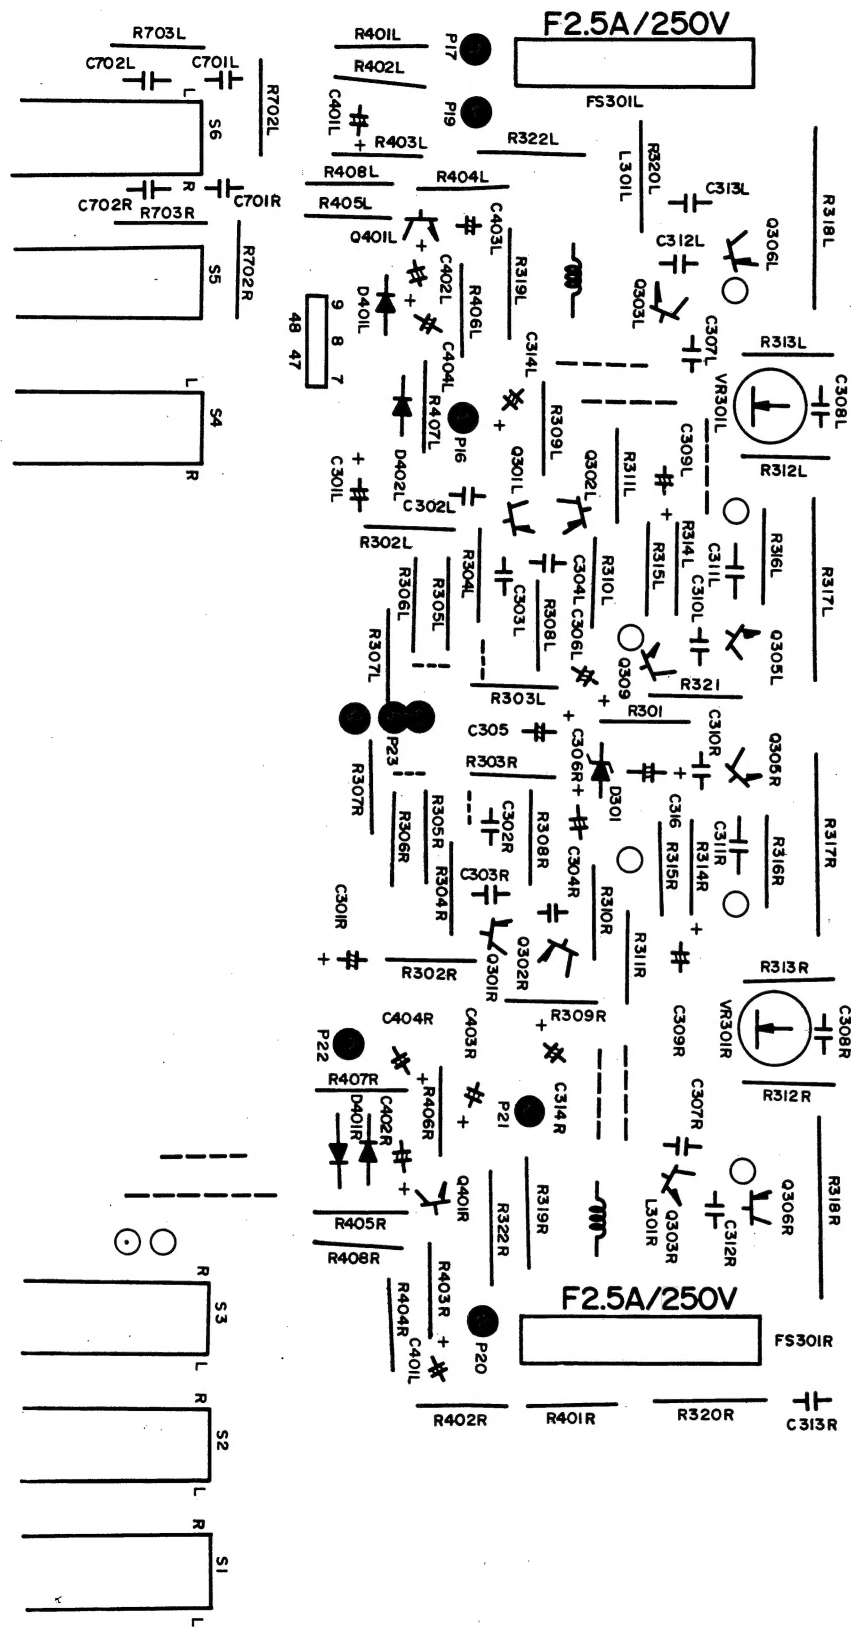 F2.5A/250V
R703L
R401L
P17
C702L
C701L
R402L
L
S6
R702L
C401L
P19
FS301L
+
R403L
R322L
R320L
L301L
R408L
R404L
C313L
R318L
R
C702R
C701R
R703R
R405L
Q401L
C403L
Q306L
+
C312L
S5
R702R
D401L
C402L
R406L
R319L
Q303L
9
8
7
48
47
+
C404L
C314L
C307L
R313L
L
S4
R
R407L
P16
+
R309L
VR301L
C308L
D402L
C301L
+
C302L
Q301L
Q302L
R311L
C309L
+
R312L
R302L
R306L
R305L
R304L
C303L
C304L
R308L
R310L
R315L
R314L
C311L
C310L
R316L
R317L
R307L
C306L
+
Q309
Q305L
R303L
R321
R301
C305
+
P23
R303R
C306R
+
D301
+
C310R
Q305R
R307R
R306R
R305R
R304R
C302R
R308R
C316
R315R
R314R
C311R
R316R
R317R
C303R
C304R
R310R
C301R
+
R302R
Q301R
Q302R
R311R
+
C309R
R313R
R309R
+
VR301R
C308R
P22
C404R
C403R
R407R
+
R406R
+
P21
C314R
C307R
R312R
D401R
C402R
+
Q401R
R405R
R322R
R319R
L301R
Q303R
C312R
Q306R
R318R
R408R
R404R
R403R
F2.5A/250V
R
S3
L
C401L
+
P20
FS301R
R402R
R401R
R320R
C313R
R
S2
L
R
S1
L